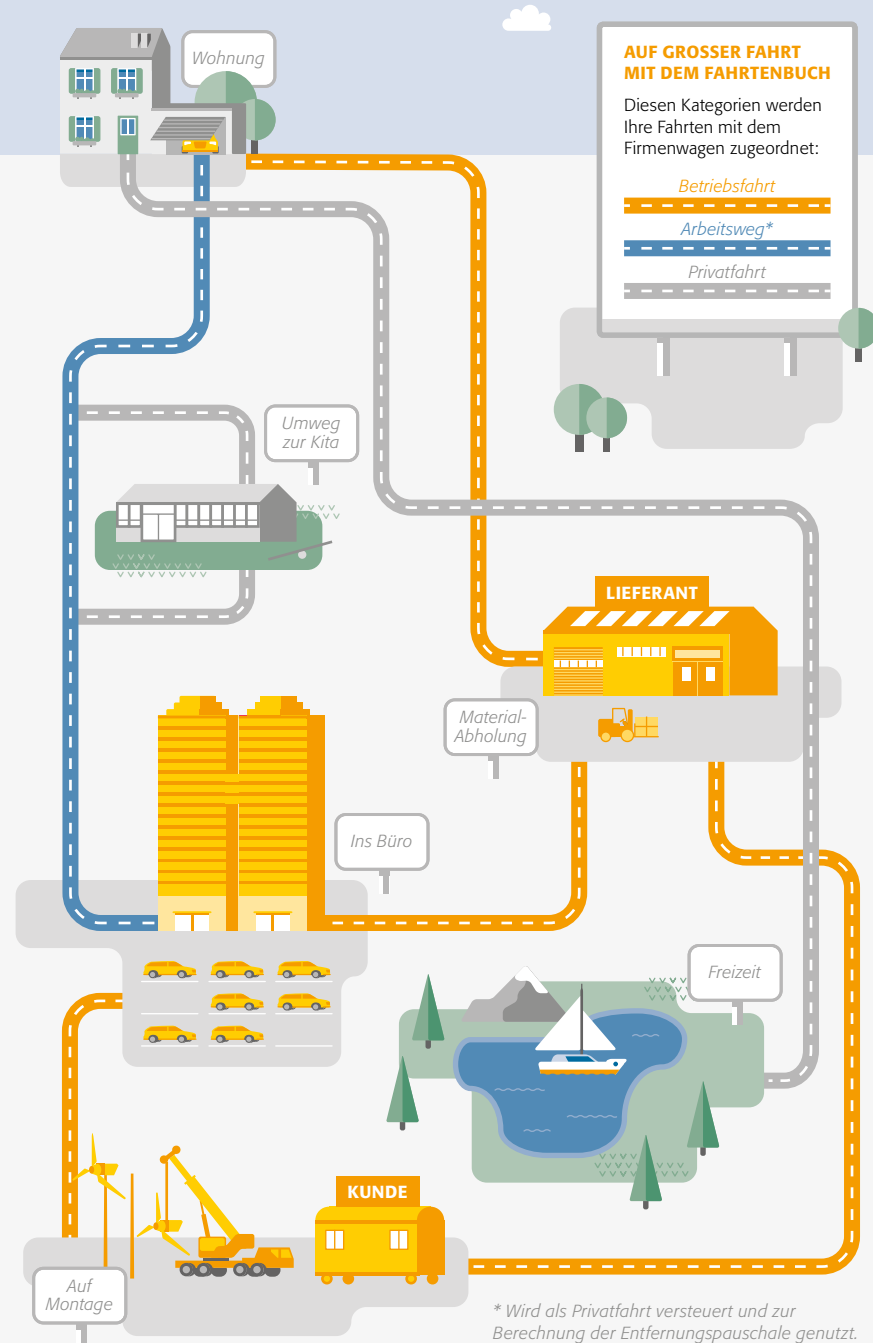 Wohnung
AUF GROSSER FAHRT
MIT DEM FAHRTENBUCH
Diesen Kategorien werden
Ihre Fahrten mit dem
Firmenwagen zugeordnet:
Betriebsfahrt
Arbeitsweg*
Privatfahrt
Umweg
zur Kita
LIEFERANT
Material-
Abholung
Ins Büro
Freizeit
KUNDE
Auf
Montage
* Wird als Privatfahrt versteuert und zur
Berechnung der Entfernungspauschale genutzt.